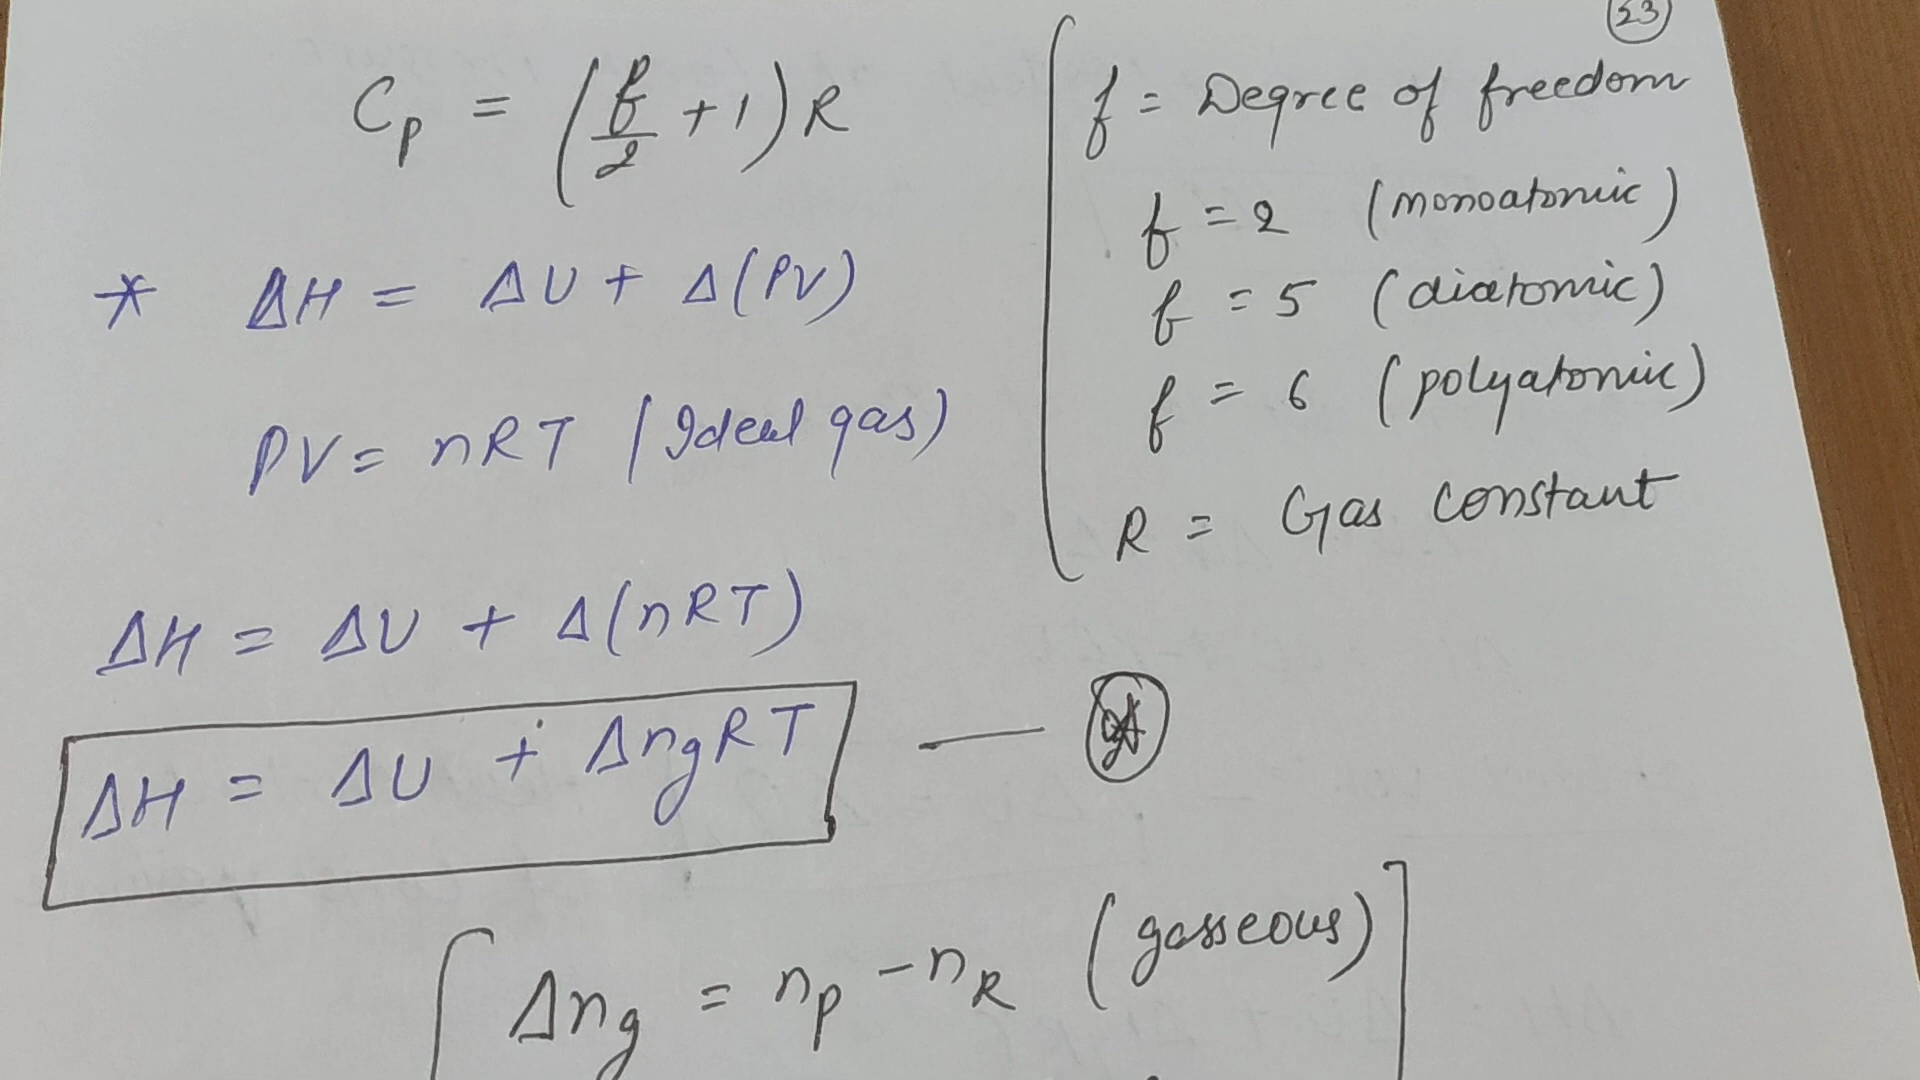 23
Cp = (f/2 + 1) R
f = Degree of freedom
f = 2 (monoatomic)
f = 5 (diatomic)
f = 6 (polyatomic)
R = Gas constant
* ΔH = ΔU + Δ(PV)
PV = nRT (Ideal gas)
ΔH = ΔU + Δ(nRT)
ΔH = ΔU + ΔngRT —
[Δng = nP - nR (gasseous)]